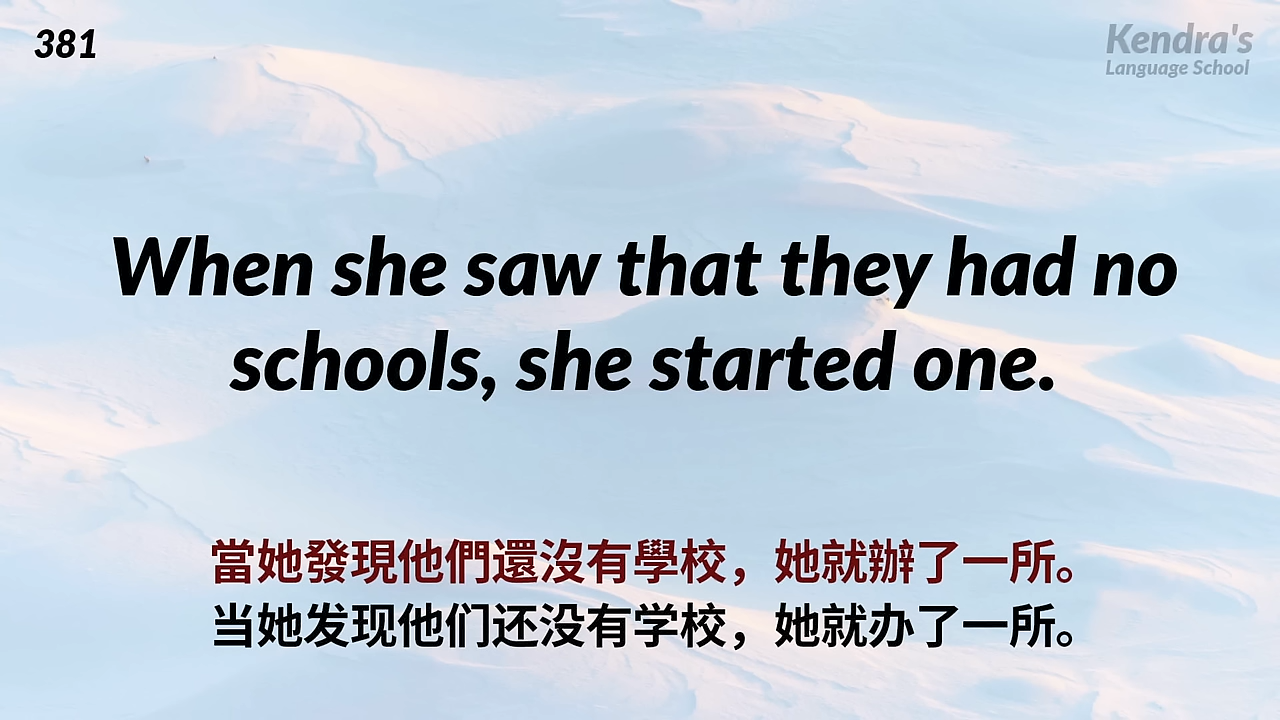 381
Kendra's
Language School
When she saw that they had no
schools, she started one.
當她發現他們還沒有學校，她就辦了一所。
当她发现他们还没有学校，她就办了一所。